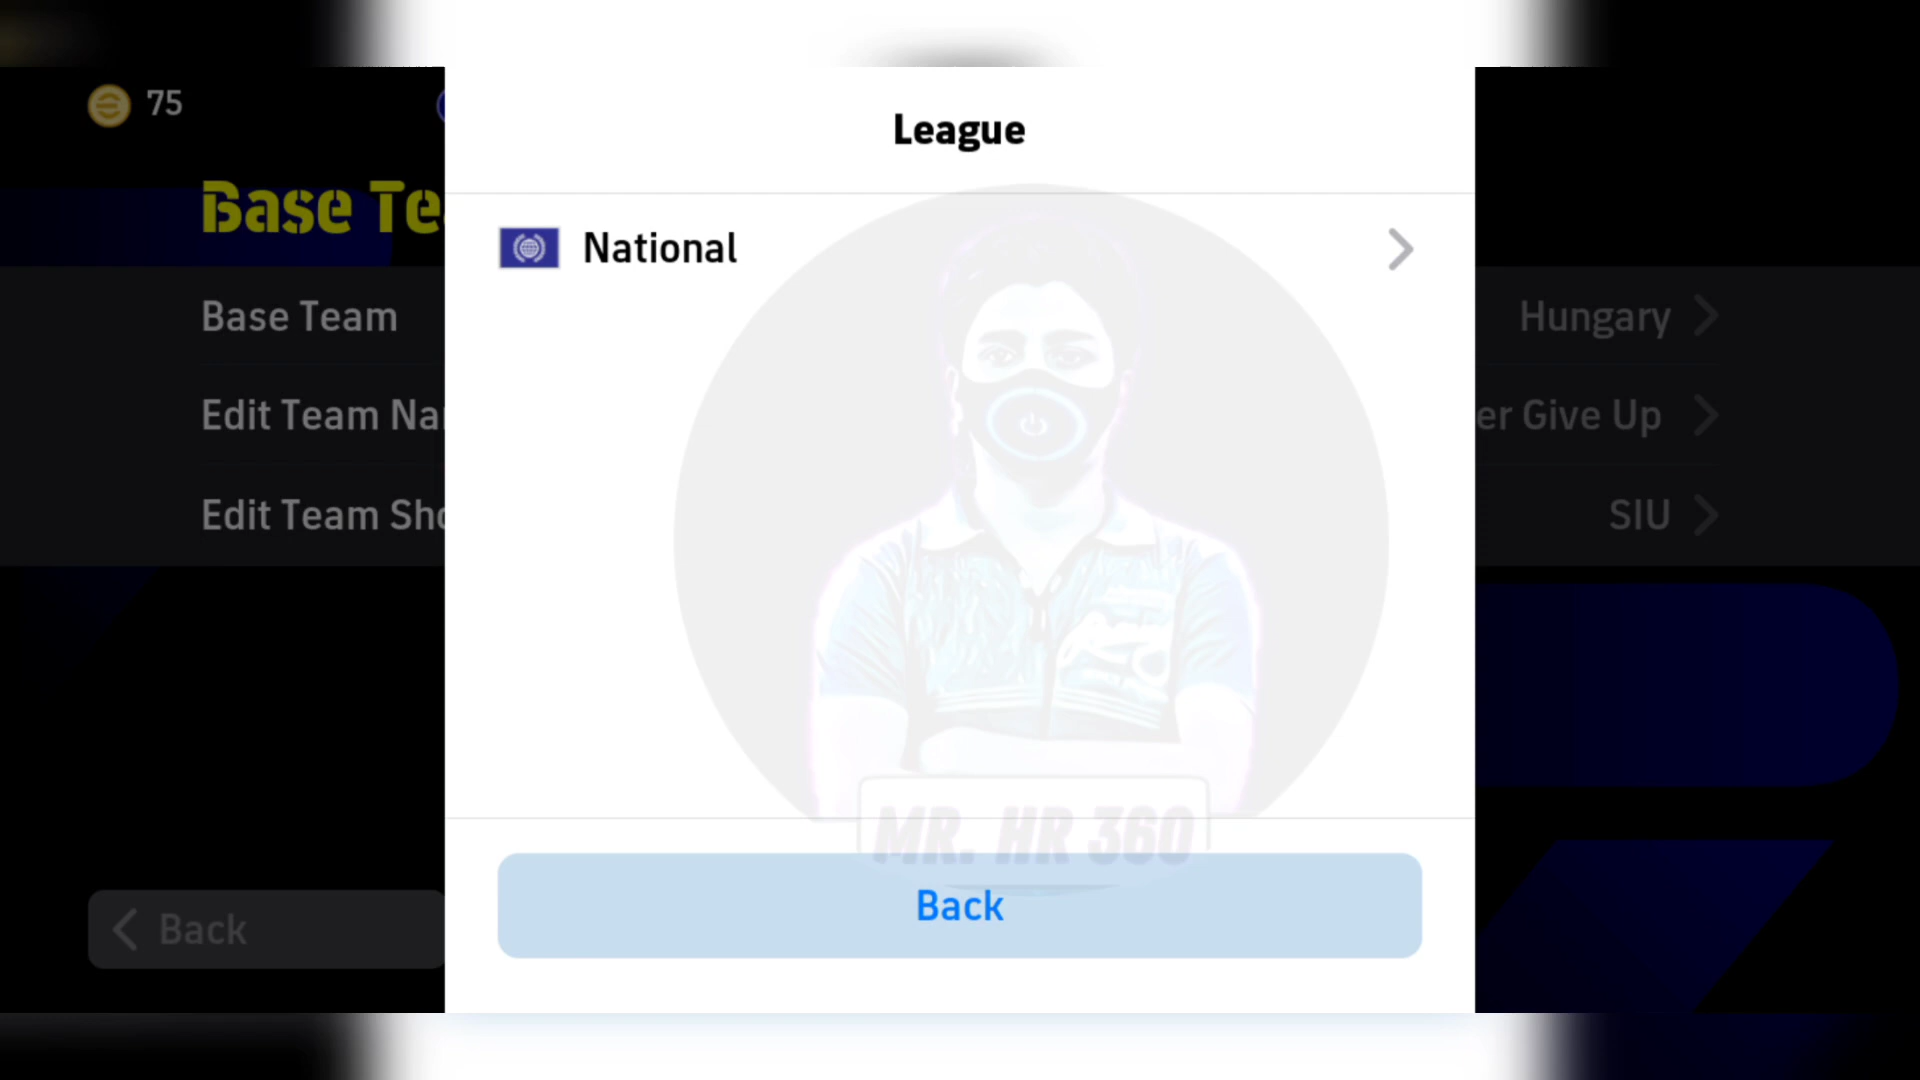 75
League
Base Te
National
Base Team
Hungary
Edit Team Na
er Give Up
Edit Team Sho
SIU
MR. HR 360
Back
Back